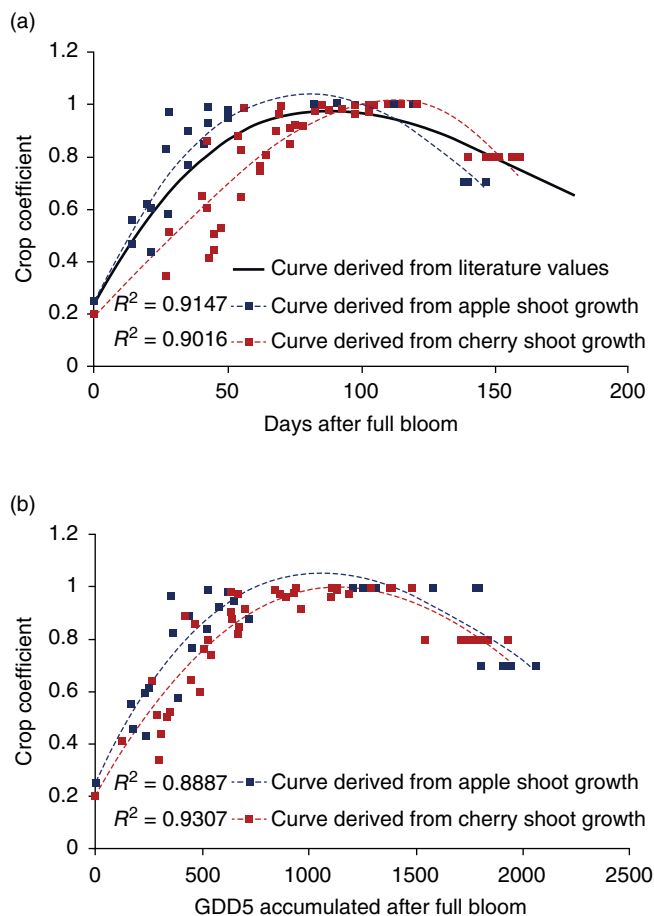 (a)
1.2
1
0.8
0.6
0.4
0.2
0
Crop coefficient
Curve derived from literature values
R² = 0.9147 Curve derived from apple shoot growth
R² = 0.9016 Curve derived from cherry shoot growth
0 50 100 150 200
Days after full bloom
(b)
1.2
1
0.8
0.6
0.4
0.2
0
Crop coefficient
R² = 0.8887 Curve derived from apple shoot growth
R² = 0.9307 Curve derived from cherry shoot growth
0 500 1000 1500 2000 2500
GDD5 accumulated after full bloom